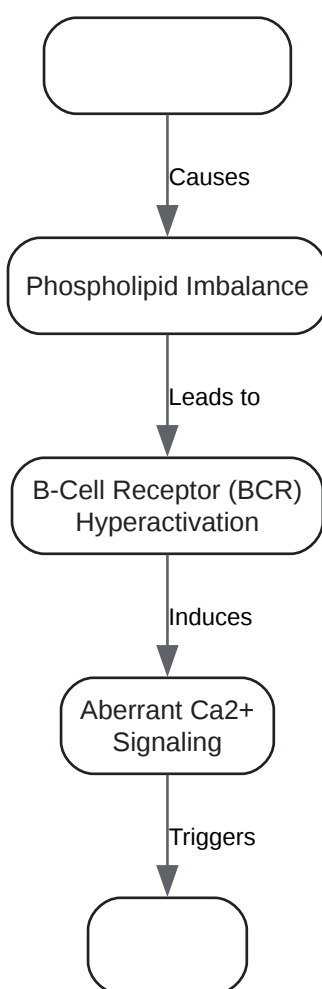 Causes
Phospholipid Imbalance
Leads to
B-Cell Receptor (BCR)
Hyperactivation
Induces
Aberrant Ca2+
Signaling
Triggers